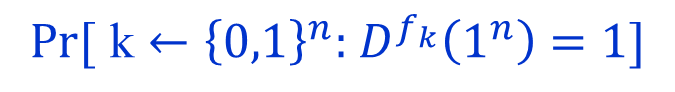 Pr[ k ← {0,1}ⁿ: D^{f_k}(1ⁿ) = 1]